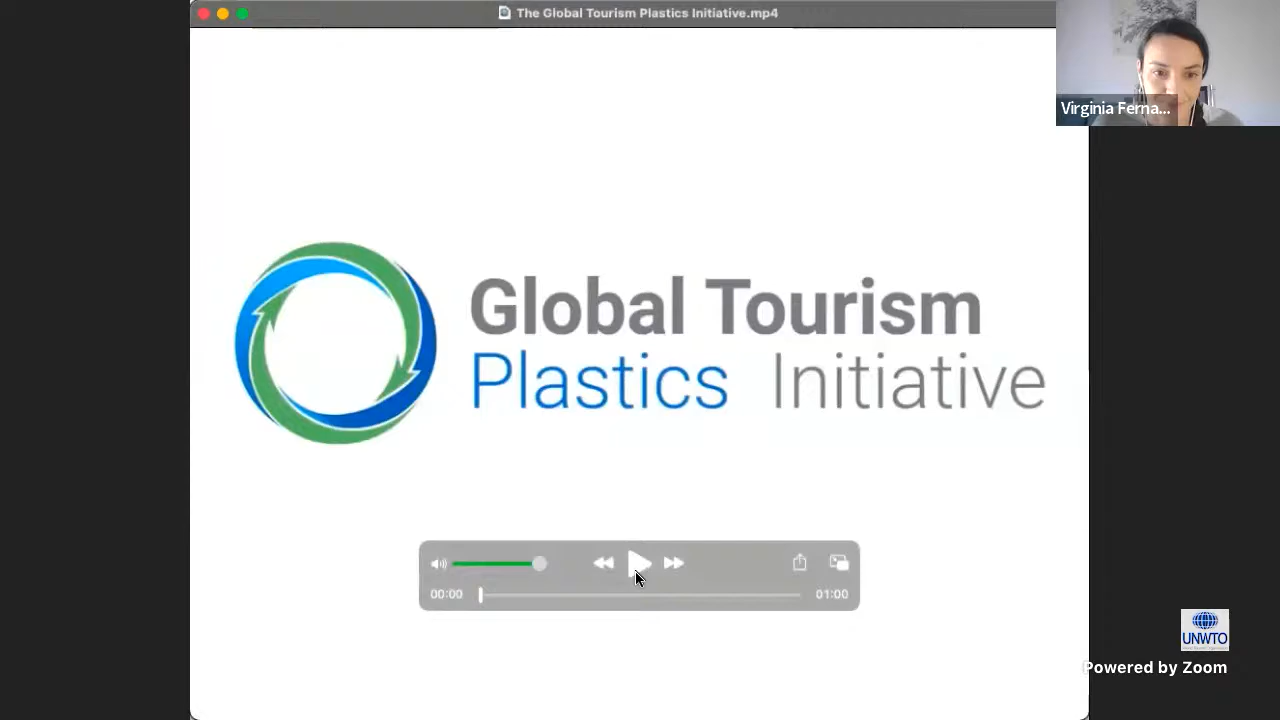 The Global Tourism Plastics Initiative.mp4
Virginia Ferna...
Global Tourism
Plastics Initiative
00:00
01:00
UNWTO
Powered by Zoom